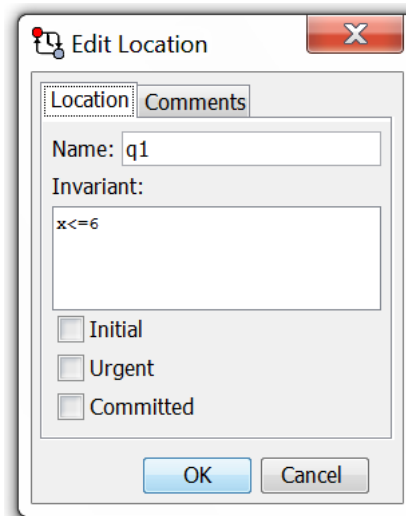 Edit Location
Location Comments
Name: q1
Invariant:
x<=6
Initial
Urgent
Committed
OK Cancel